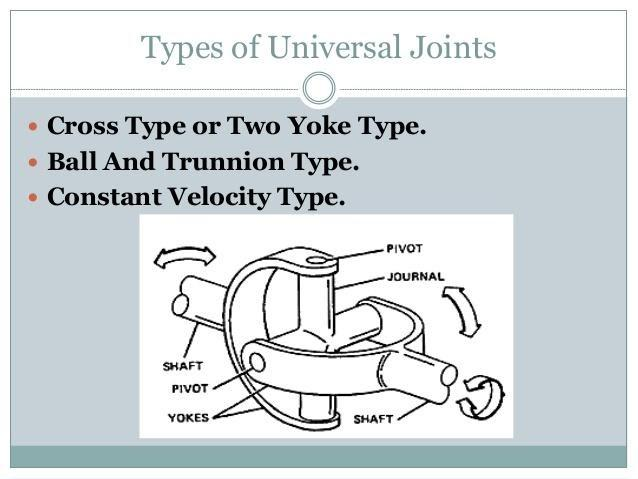 Types of Universal Joints
• Cross Type or Two Yoke Type.
• Ball And Trunnion Type.
• Constant Velocity Type.
PIVOT
JOURNAL
SHAFT
PIVOT
YOKES
SHAFT